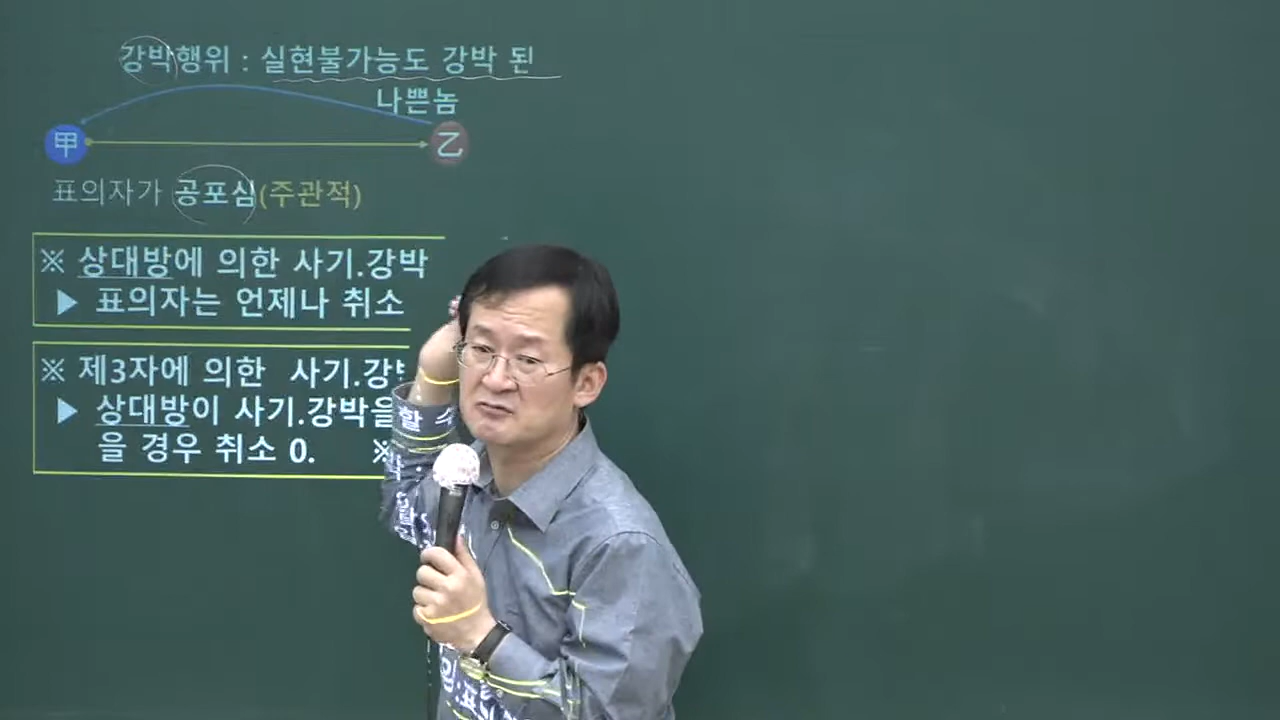 강박행위 : 실현불가능도 강박 된
나쁜놈
甲 乙
표의자가 공포심(주관적)
※ 상대방에 의한 사기.강박
▶ 표의자는 언제나 취소
할 수
※ 제3자에 의한 사기.강박
▶ 상대방이 사기.강박을
을 경우 취소 0. ※